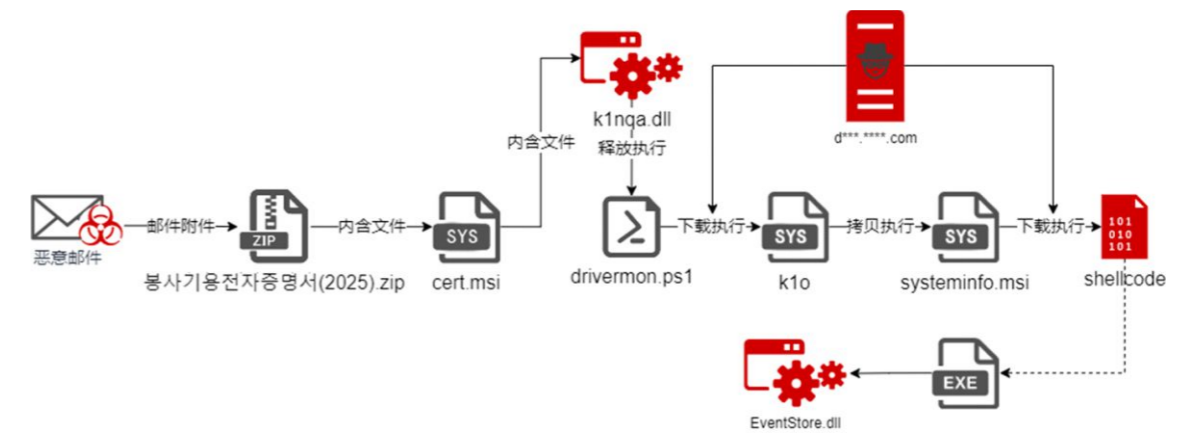 恶意邮件
邮件附件
ZIP
봉사기용전자증명서(2025).zip
内含文件
SYS
cert.msi
内含文件
k1nqa.dll
释放执行
drivermon.ps1
下载执行
SYS
k1o
拷贝执行
SYS
systeminfo.msi
下载执行
d***.****.com
101
010
101
shellcode
EXE
EventStore.dll